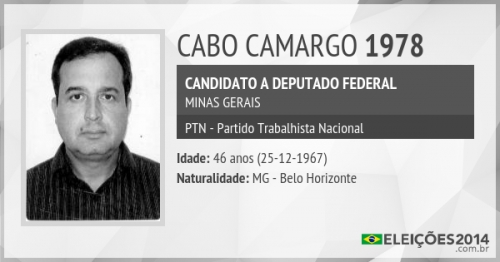 CABO CAMARGO 1978
CANDIDATO A DEPUTADO FEDERAL
MINAS GERAIS
PTN - Partido Trabalhista Nacional
Idade: 46 anos (25-12-1967)
Naturalidade: MG - Belo Horizonte
ELEIÇÕES2014
.com.br